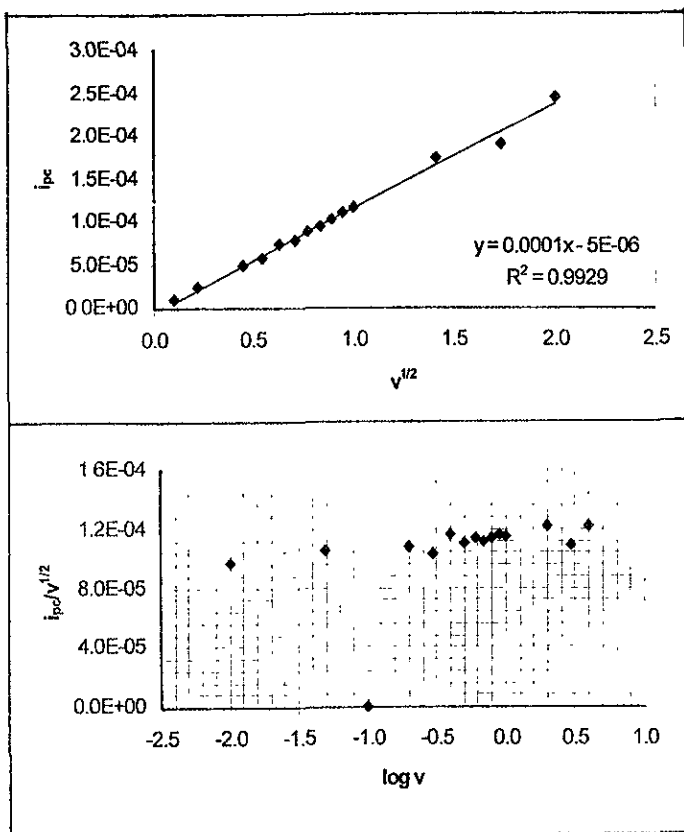 3.0E-04
2.5E-04
2.0E-04
1.5E-04
1.0E-04
5.0E-05
0 0E+00
i_pc
0.0 0.5 1.0 1.5 2.0 2.5
v^1/2
y = 0.0001x - 5E-06
R² = 0.9929
1 6E-04
1.2E-04
8.0E-05
4.0E-05
0.0E+00
i_pc/v^1/2
-2.5 -2.0 -1.5 -1.0 -0.5 0.0 0.5 1.0
log v